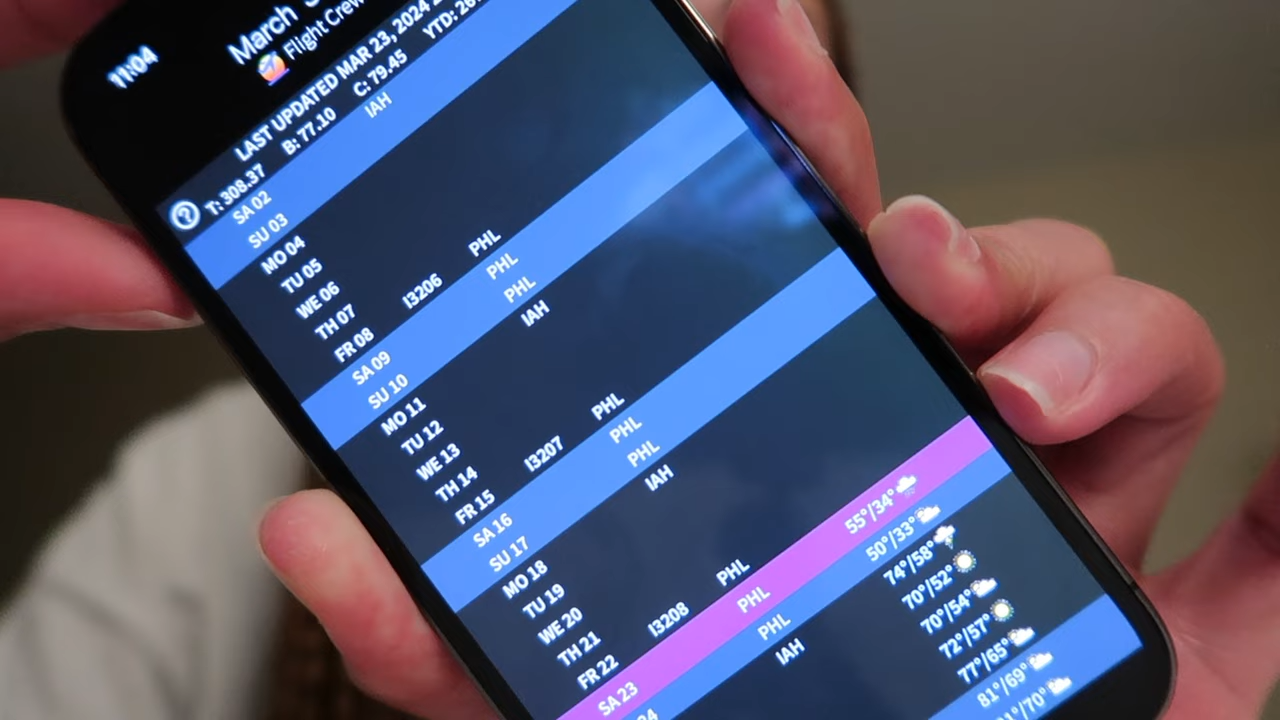 11:04
March
Flight Crew
LAST UPDATED MAR 23, 2024
T: 308.37 B: 77.10 C: 79.45 YTD:
SA 02 IAH
SU 03
MO 04
TU 05
WE 06
TH 07
FR 08 I3206 PHL
SA 09 PHL
SU 10 PHL
MO 11 IAH
TU 12
WE 13
TH 14
FR 15 I3207 PHL
SA 16 PHL
SU 17 PHL
MO 18 IAH
TU 19
WE 20
TH 21
FR 22 I3208 PHL
SA 23 PHL 55°/34°
PHL 50°/33°
IAH 74°/58°
70°/52°
70°/54°
72°/57°
77°/65°
81°/69°